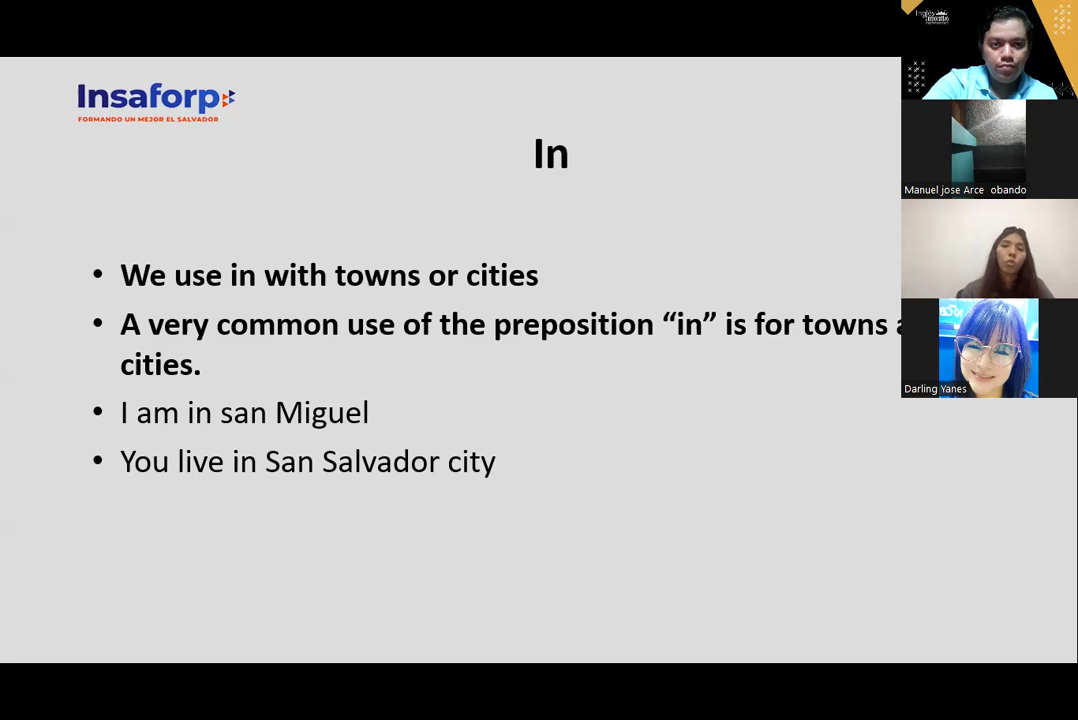 Insaforp
FORMANDO UN MEJOR EL SALVADOR
In
• We use in with towns or cities
• A very common use of the preposition “in” is for towns
cities.
• I am in san Miguel
• You live in San Salvador city
Inglés
Manuel jose Arce obando
Darling Yanes